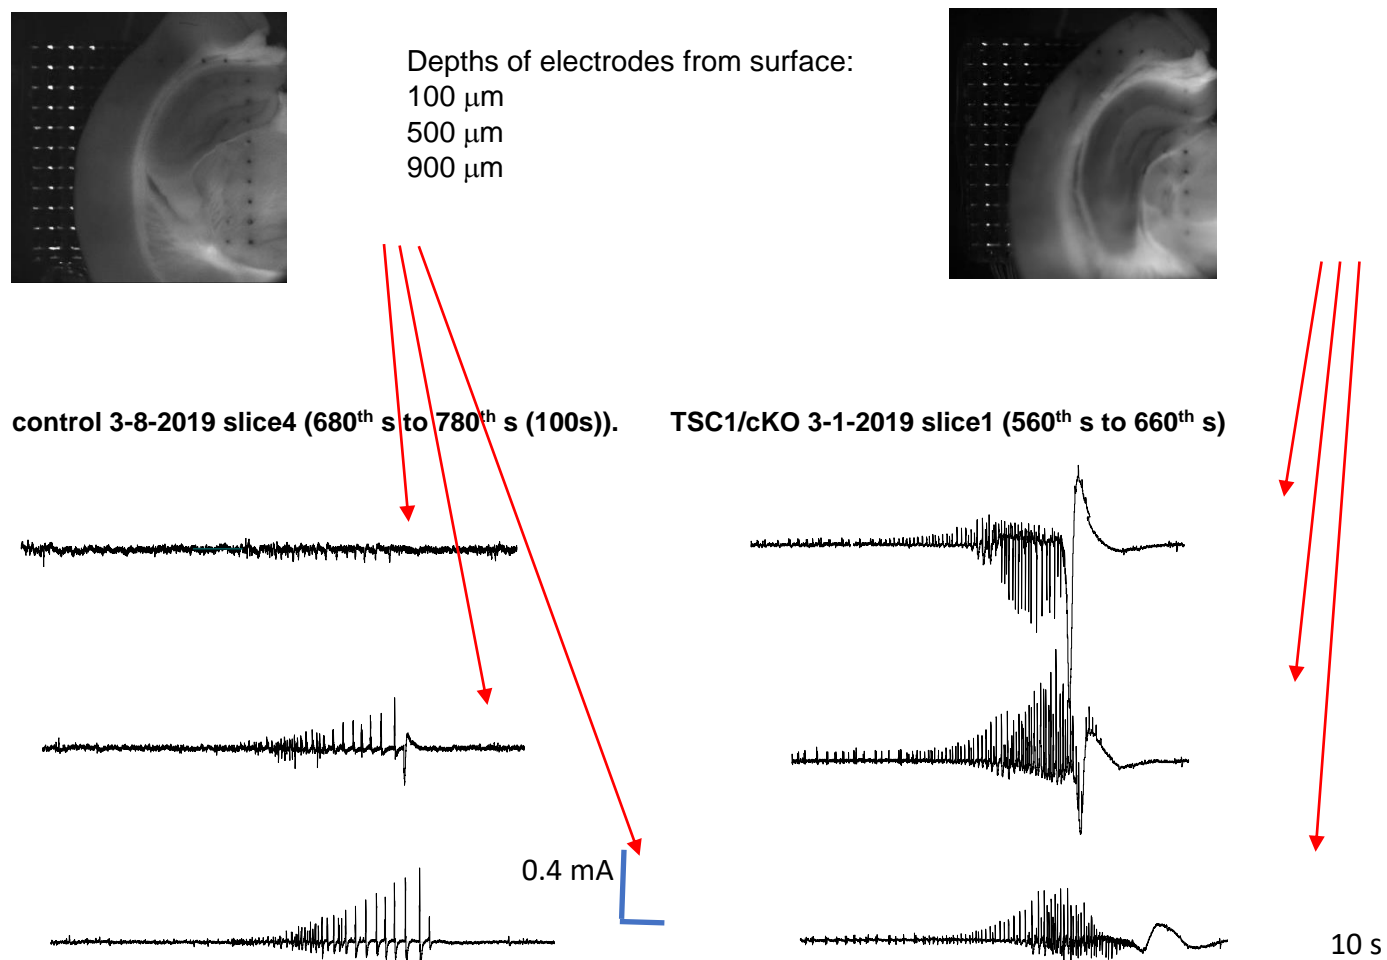 Depths of electrodes from surface:
100 μm
500 μm
900 μm
control 3-8-2019 slice4 (680th s to 780th s (100s)).
TSC1/cKO 3-1-2019 slice1 (560th s to 660th s)
0.4 mA
10 s